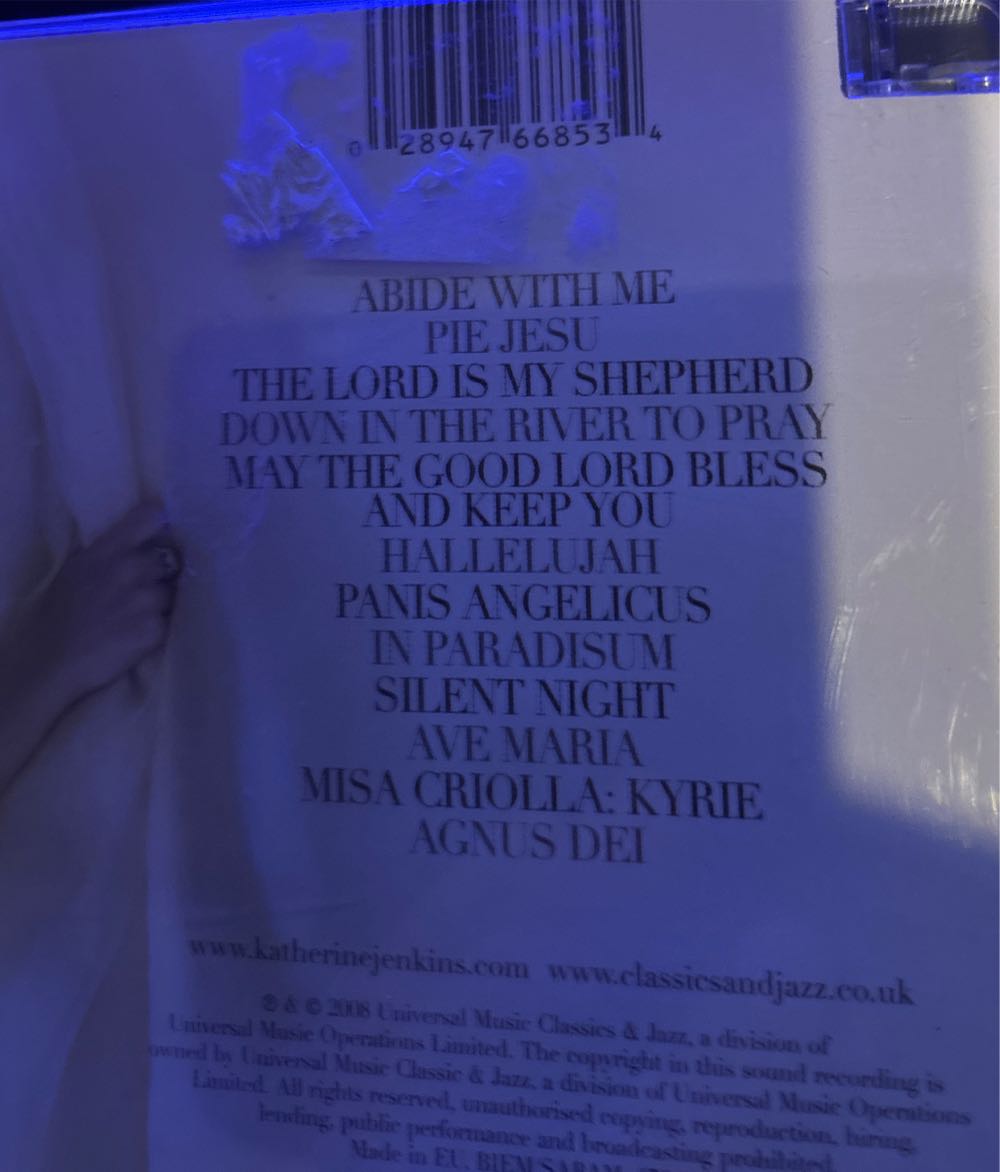 0 28947 66853 4
ABIDE WITH ME
PIE JESU
THE LORD IS MY SHEPHERD
DOWN IN THE RIVER TO PRAY
MAY THE GOOD LORD BLESS
AND KEEP YOU
HALLELUJAH
PANIS ANGELICUS
IN PARADISUM
SILENT NIGHT
AVE MARIA
MISA CRIOLLA: KYRIE
AGNUS DEI
www.katherinejenkins.com www.classicsandjazz.co.uk
℗ & © 2008 Universal Music Classics & Jazz, a division of
Universal Music Operations Limited. The copyright in this sound recording is
owned by Universal Music Classic & Jazz, a division of Universal Music Operations
Limited. All rights reserved, unauthorised copying, reproduction, hiring,
lending, public performance and broadcasting prohibited.
Made in EU. BIEM/SABAM